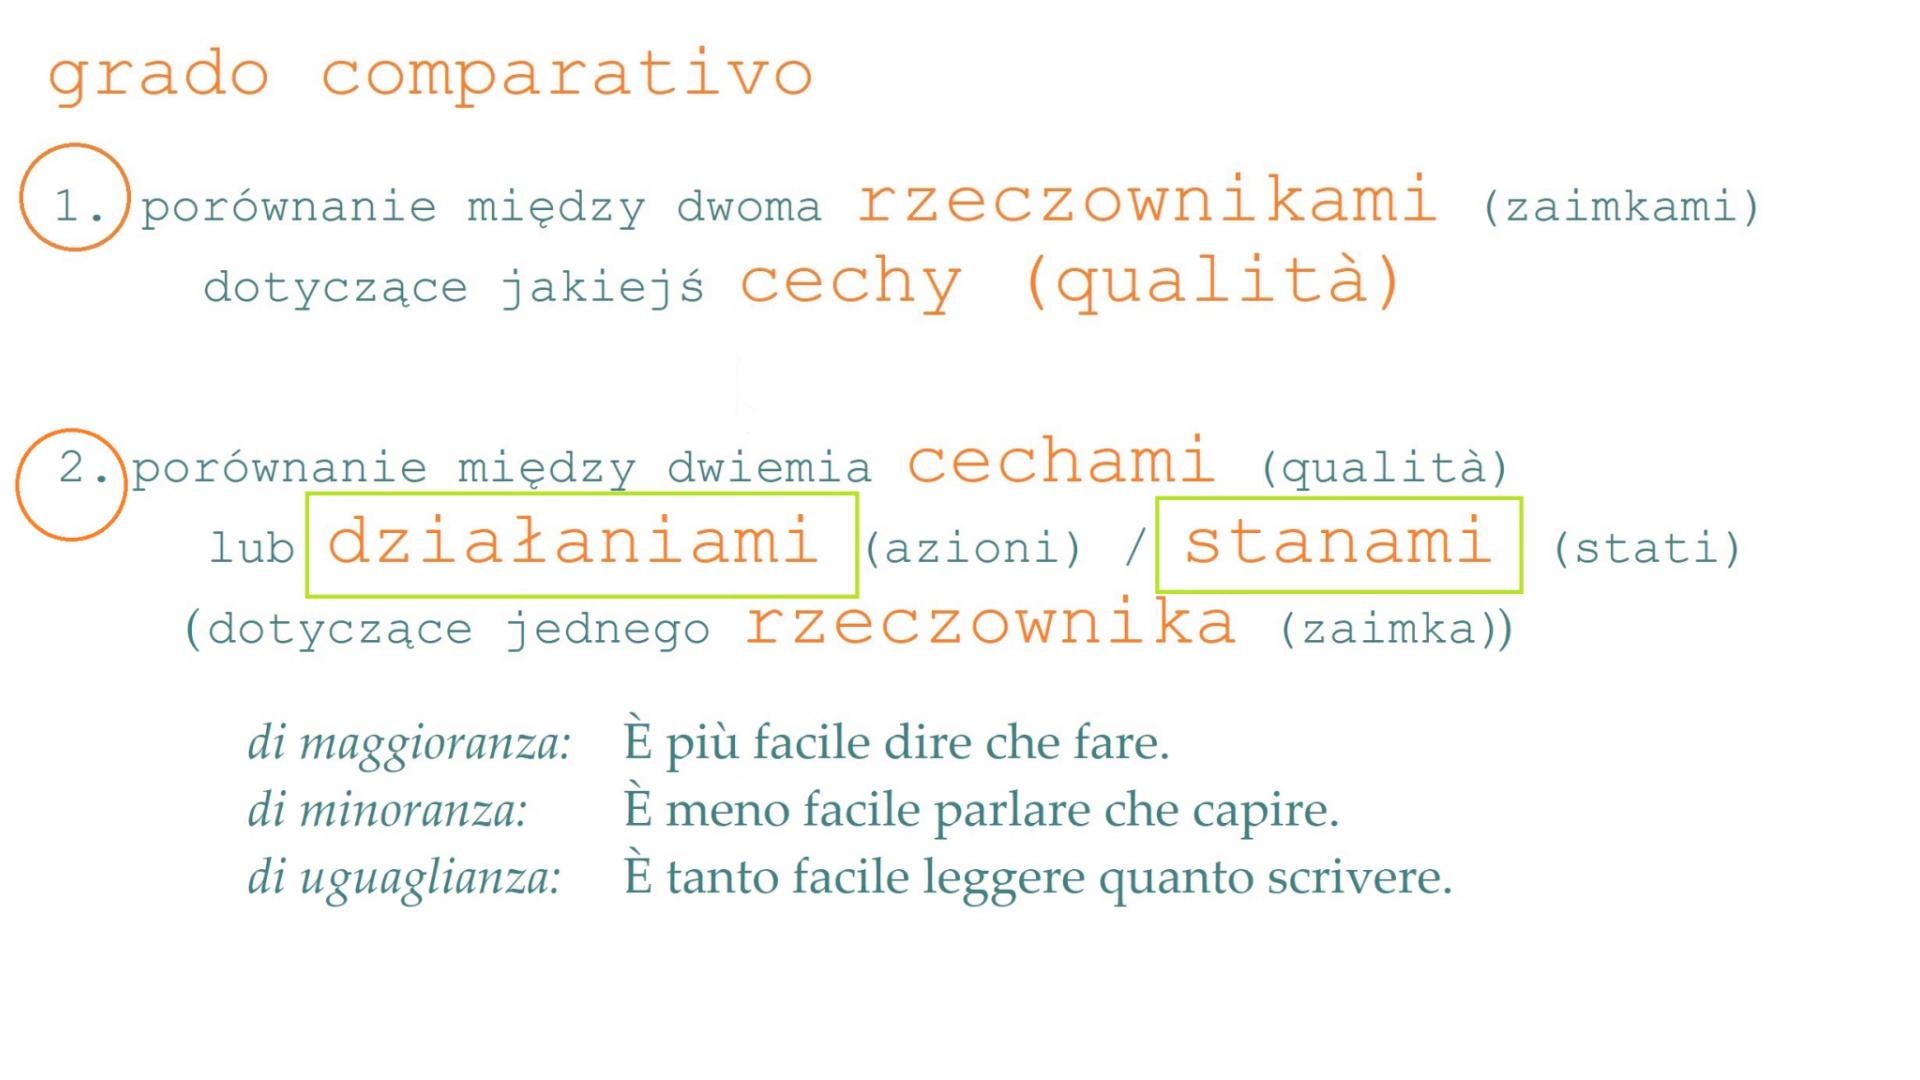 grado comparativo
1. porównanie między dwoma rzeczownikami (zaimkami)
dotyczące jakiejś cechy (qualità)
2. porównanie między dwiemia cechami (qualità)
lub działaniami (azioni) / stanami (stati)
(dotyczące jednego rzeczownika (zaimka))
di maggioranza: È più facile dire che fare.
di minoranza: È meno facile parlare che capire.
di uguaglianza: È tanto facile leggere quanto scrivere.